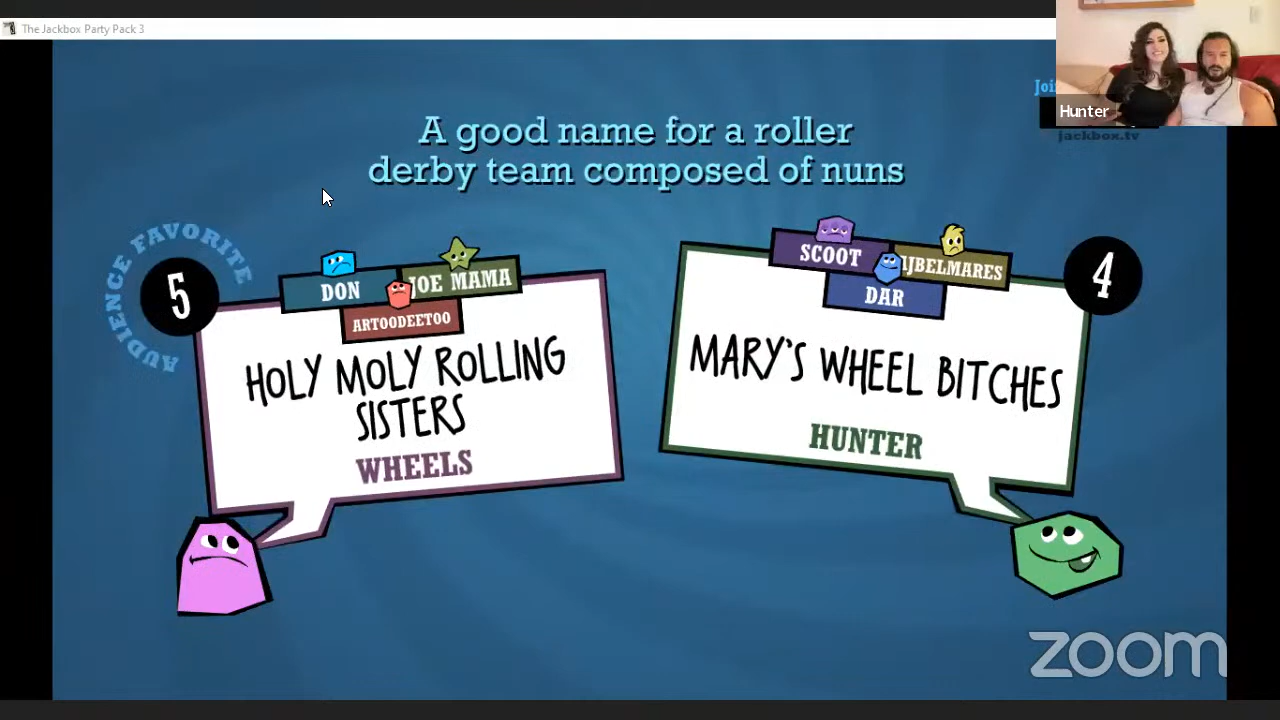 The Jackbox Party Pack 3
Hunter
jackbox.tv
A good name for a roller
derby team composed of nuns
AUDIENCE FAVORITE
5
DON
JOE MAMA
ARTOODEETOO
HOLY MOLY ROLLING
SISTERS
WHEELS
SCOOT
AJBELMARES
DAR
4
MARY'S WHEEL BITCHES
HUNTER
zoom